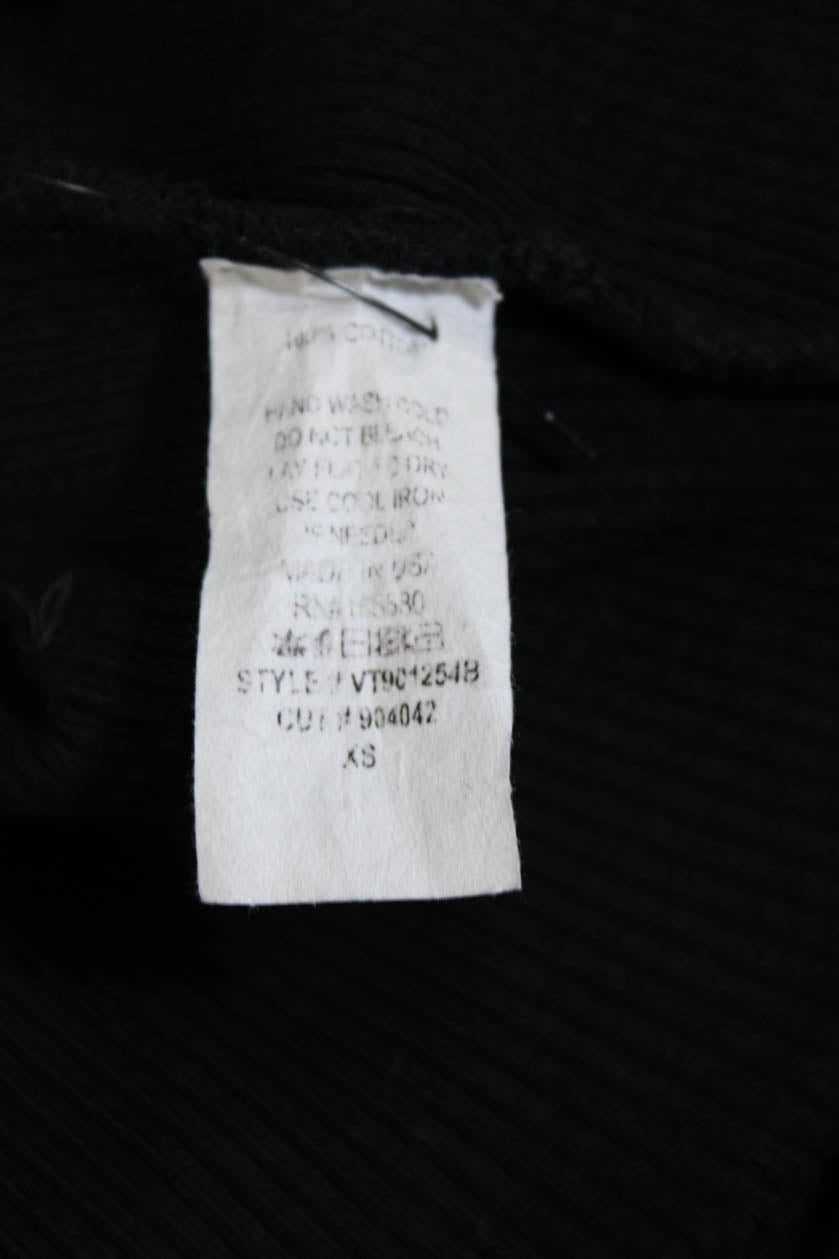 100% COTTON
HAND WASH COLD
DO NOT BLEACH
LAY FLAT TO DRY
USE COOL IRON
IF NEEDED
MADE IN USA
STYLE # VT901254B
CUT # 904042
XS